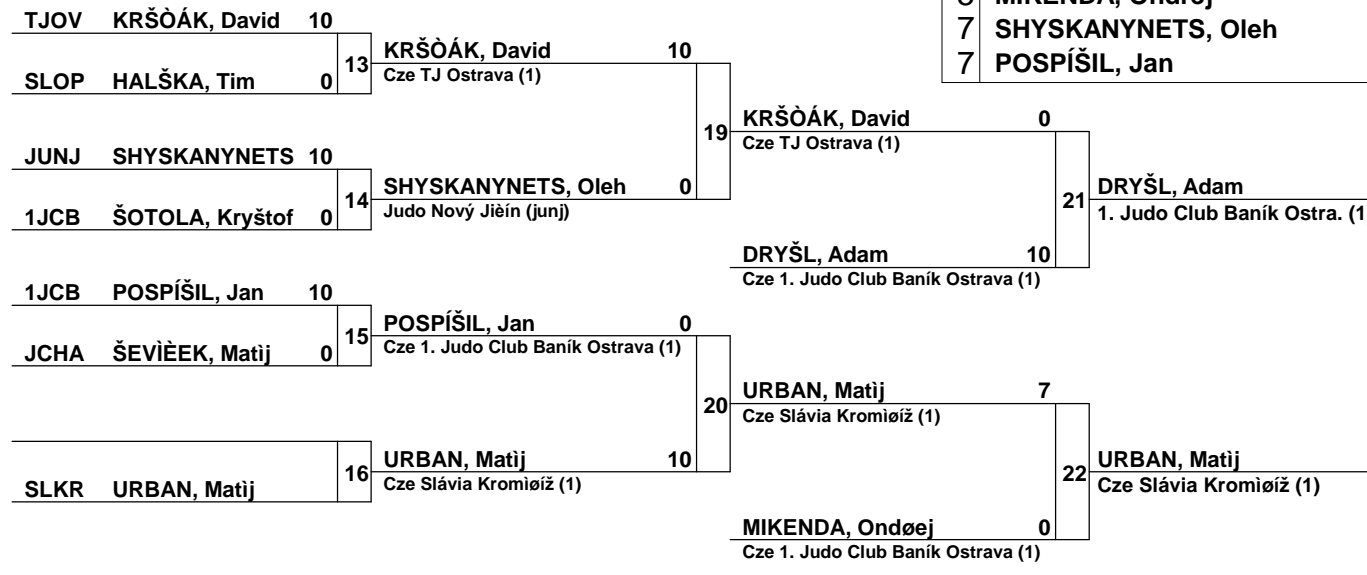 5 MIKENDA, Ondřej
7 SHYSKANYNETS, Oleh
7 POSPÍŠIL, Jan
TJOV KRŠÒÁK, David 10
SLOP HALŠKA, Tim 0
13
KRŠÒÁK, David 10
Cze TJ Ostrava (1)
JUNJ SHYSKANYNETS 10
1JCB ŠOTOLA, Kryštof 0
14
SHYSKANYNETS, Oleh 0
Judo Nový Jièín (junj)
19
KRŠÒÁK, David 0
Cze TJ Ostrava (1)
DRYŠL, Adam 10
Cze 1. Judo Club Baník Ostrava (1)
21
DRYŠL, Adam
1. Judo Club Baník Ostra. (1
1JCB POSPÍŠIL, Jan 10
JCHA ŠEVÌÈEK, Matìj 0
15
POSPÍŠIL, Jan 0
Cze 1. Judo Club Baník Ostrava (1)
SLKR URBAN, Matìj
16
URBAN, Matìj 10
Cze Slávia Kromìøíž (1)
20
URBAN, Matìj 7
Cze Slávia Kromìøíž (1)
MIKENDA, Ondøej 0
Cze 1. Judo Club Baník Ostrava (1)
22
URBAN, Matìj
Cze Slávia Kromìøíž (1)